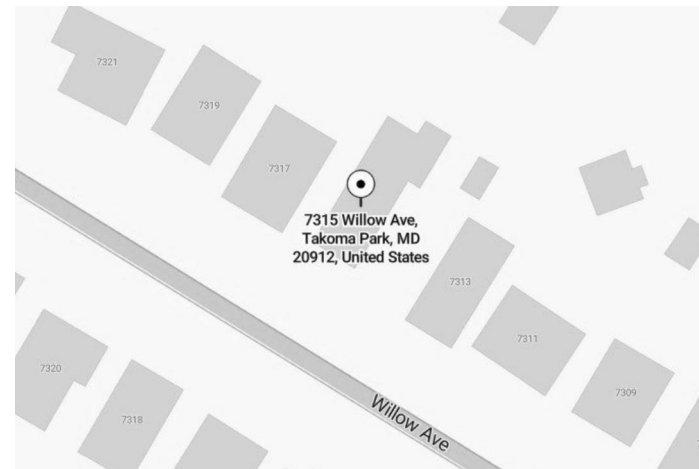 7321
7319
7317
7315 Willow Ave,
Takoma Park, MD
20912, United States
7313
7311
7309
7320
7318
Willow Ave